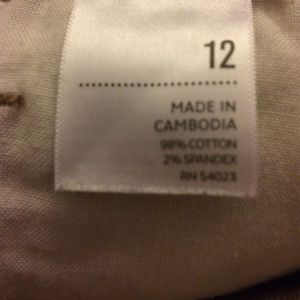 12
MADE IN
CAMBODIA
98% COTTON
2% SPANDEX
RN 54023